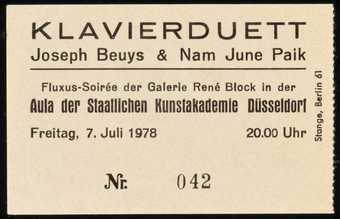 KLAVIERDUETT
Joseph Beuys & Nam June Paik
Fluxus-Soirée der Galerie René Block in der
Aula der Staatlichen Kunstakademie Düsseldorf
Freitag, 7. Juli 1978 20.00 Uhr
Nr. 042
Stange, Berlin 61